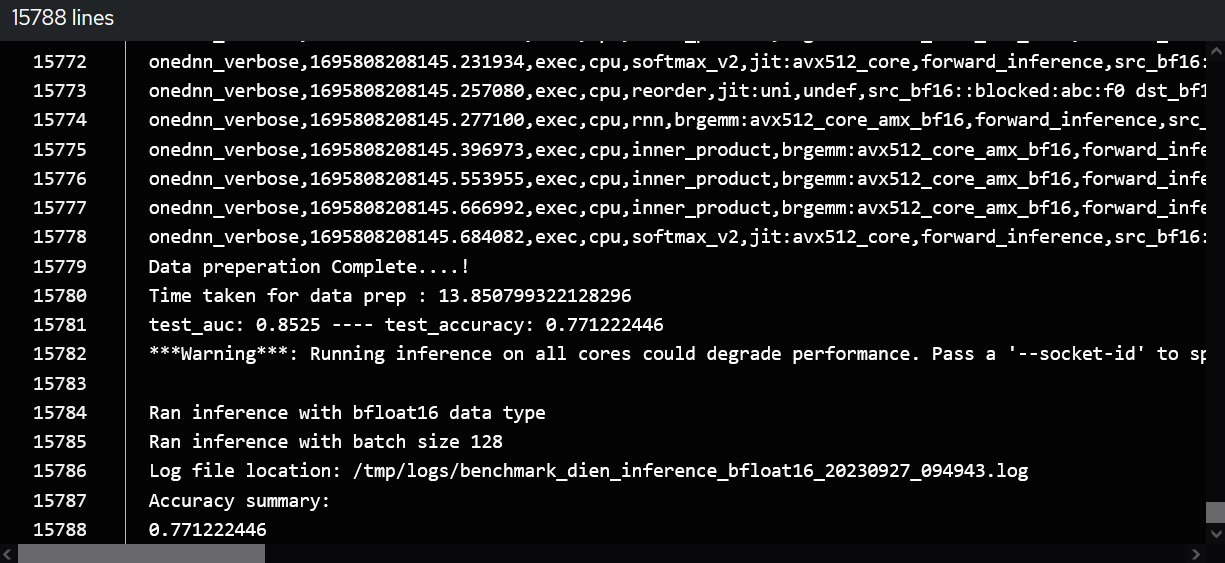 15788 lines
15772 onednn_verbose,1695808208145.231934,exec,cpu,softmax_v2,jit:avx512_core,forward_inference,src_bf16:
15773 onednn_verbose,1695808208145.257080,exec,cpu,reorder,jit:uni,undef,src_bf16::blocked:abc:f0 dst_bf1
15774 onednn_verbose,1695808208145.277100,exec,cpu,rnn,brgemm:avx512_core_amx_bf16,forward_inference,src_
15775 onednn_verbose,1695808208145.396973,exec,cpu,inner_product,brgemm:avx512_core_amx_bf16,forward_infe
15776 onednn_verbose,1695808208145.553955,exec,cpu,inner_product,brgemm:avx512_core_amx_bf16,forward_infe
15777 onednn_verbose,1695808208145.666992,exec,cpu,inner_product,brgemm:avx512_core_amx_bf16,forward_infe
15778 onednn_verbose,1695808208145.684082,exec,cpu,softmax_v2,jit:avx512_core,forward_inference,src_bf16:
15779 Data preperation Complete....!
15780 Time taken for data prep : 13.850799322128296
15781 test_auc: 0.8525 ---- test_accuracy: 0.771222446
15782 ***Warning***: Running inference on all cores could degrade performance. Pass a '--socket-id' to sp
15783
15784 Ran inference with bfloat16 data type
15785 Ran inference with batch size 128
15786 Log file location: /tmp/logs/benchmark_dien_inference_bfloat16_20230927_094943.log
15787 Accuracy summary:
15788 0.771222446